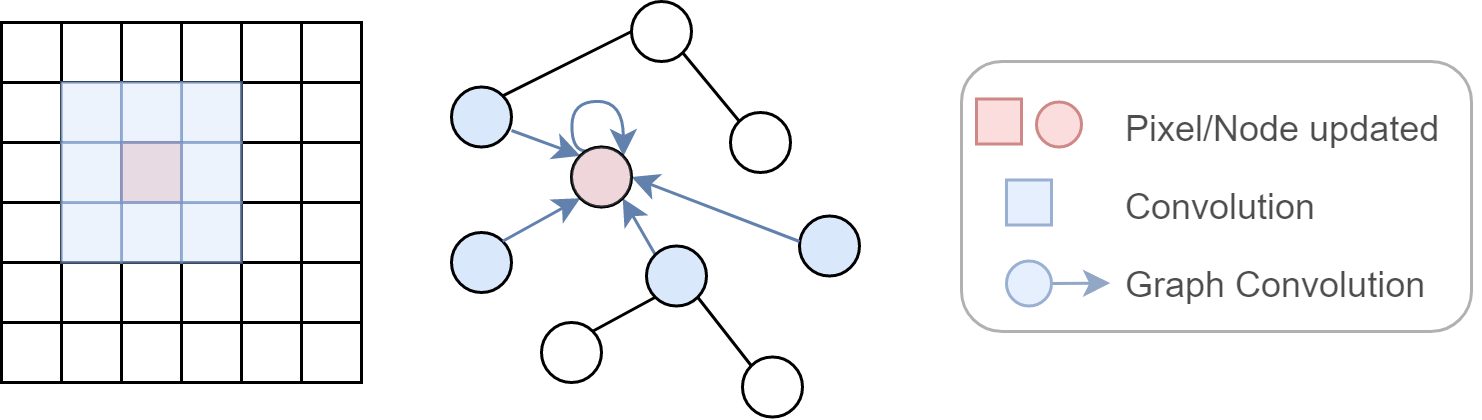 Pixel/Node updated
Convolution
Graph Convolution